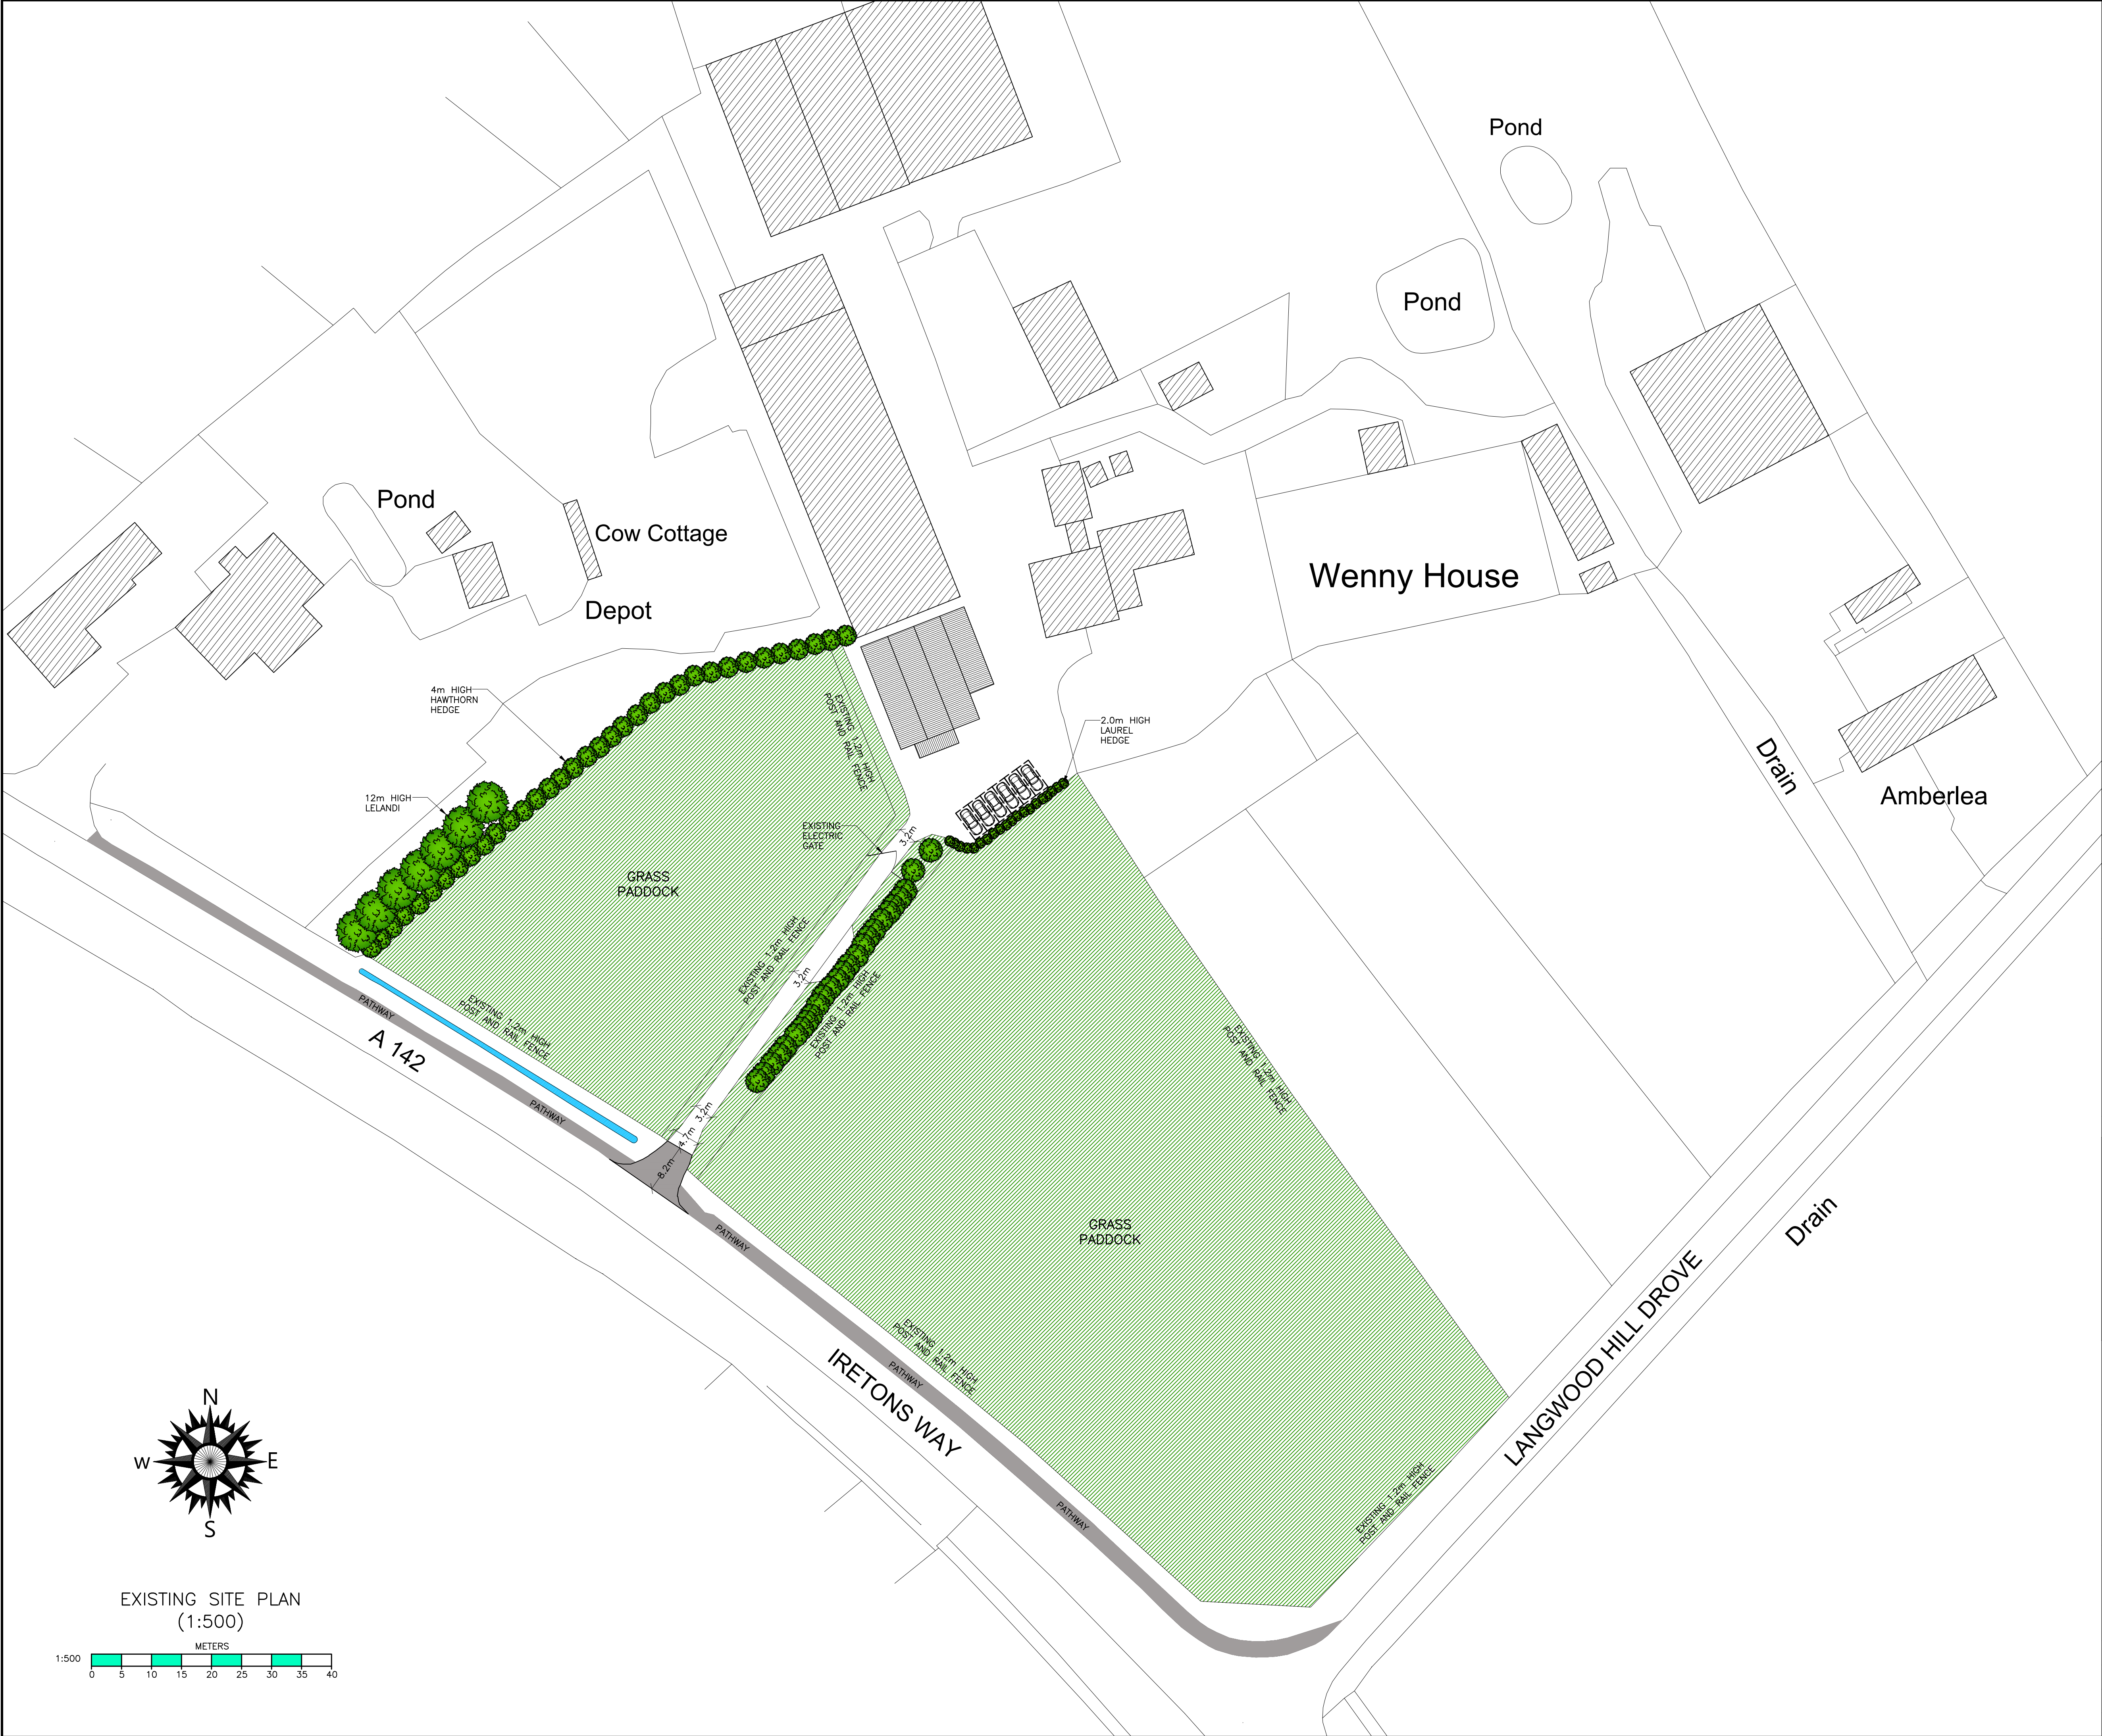 Pond
Pond
Pond
Cow Cottage
Depot
Wenny House
4m HIGH
HAWTHORN
HEDGE
EXISTING 1.2m HIGH
POST AND RAIL FENCE
2.0m HIGH
LAUREL
HEDGE
Drain
Amberlea
12m HIGH
LELANDI
EXISTING
ELECTRIC
GATE
3.2m
GRASS
PADDOCK
EXISTING 1.2m HIGH
POST AND RAIL FENCE
3.2m
EXISTING 1.2m HIGH
POST AND RAIL FENCE
PATHWAY
EXISTING 1.2m HIGH
POST AND RAIL FENCE
A 142
EXISTING 1.2m HIGH
POST AND RAIL FENCE
PATHWAY
3.2m
4.7m
8.2m
PATHWAY
GRASS
PADDOCK
Drain
EXISTING 1.2m HIGH
POST AND RAIL FENCE
PATHWAY
IRETONS WAY
LANGWOOD HILL DROVE
PATHWAY
EXISTING 1.2m HIGH
POST AND RAIL FENCE
N
W
E
S
EXISTING SITE PLAN
(1:500)
METERS
1:500
0 5 10 15 20 25 30 35 40